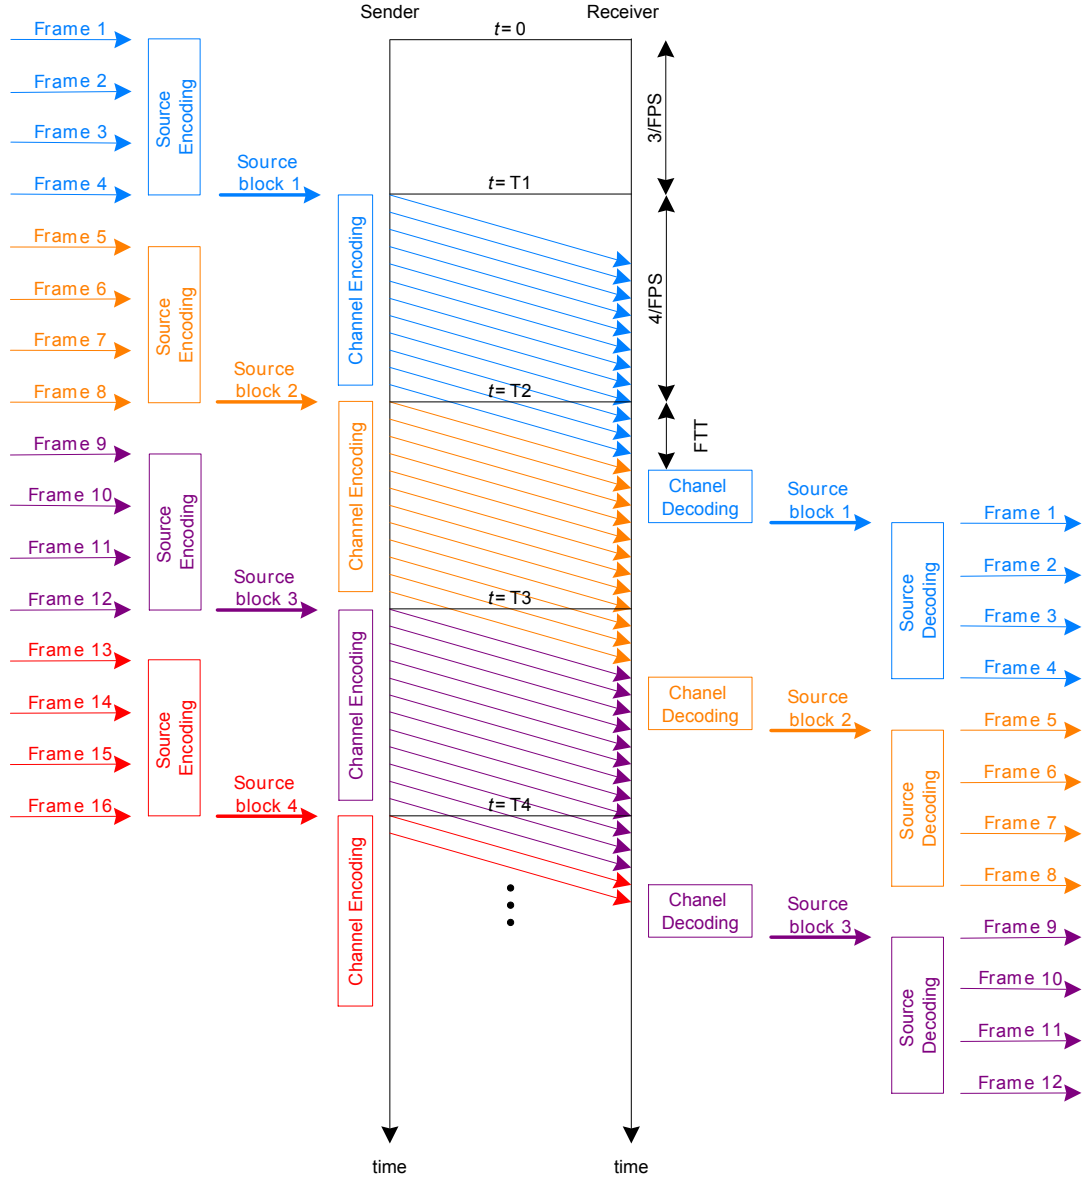 Sender
Receiver
t=0
Frame 1
Frame 2
Frame 3
Frame 4
Source
Encoding
Source
block 1
3/FPS
t=T1
Channel Encoding
4/FPS
Frame 5
Frame 6
Frame 7
Frame 8
Source
Encoding
Source
block 2
t=T2
Channel Encoding
FTT
Chanel
Decoding
Source
block 1
Source
Decoding
Frame 1
Frame 2
Frame 3
Frame 4
Frame 9
Frame 10
Frame 11
Frame 12
Source
Encoding
Source
block 3
t=T3
Channel Encoding
Chanel
Decoding
Source
block 2
Source
Decoding
Frame 5
Frame 6
Frame 7
Frame 8
Frame 13
Frame 14
Frame 15
Frame 16
Source
Encoding
Source
block 4
t=T4
Channel Encoding
Chanel
Decoding
Source
block 3
Source
Decoding
Frame 9
Frame 10
Frame 11
Frame 12
time
time